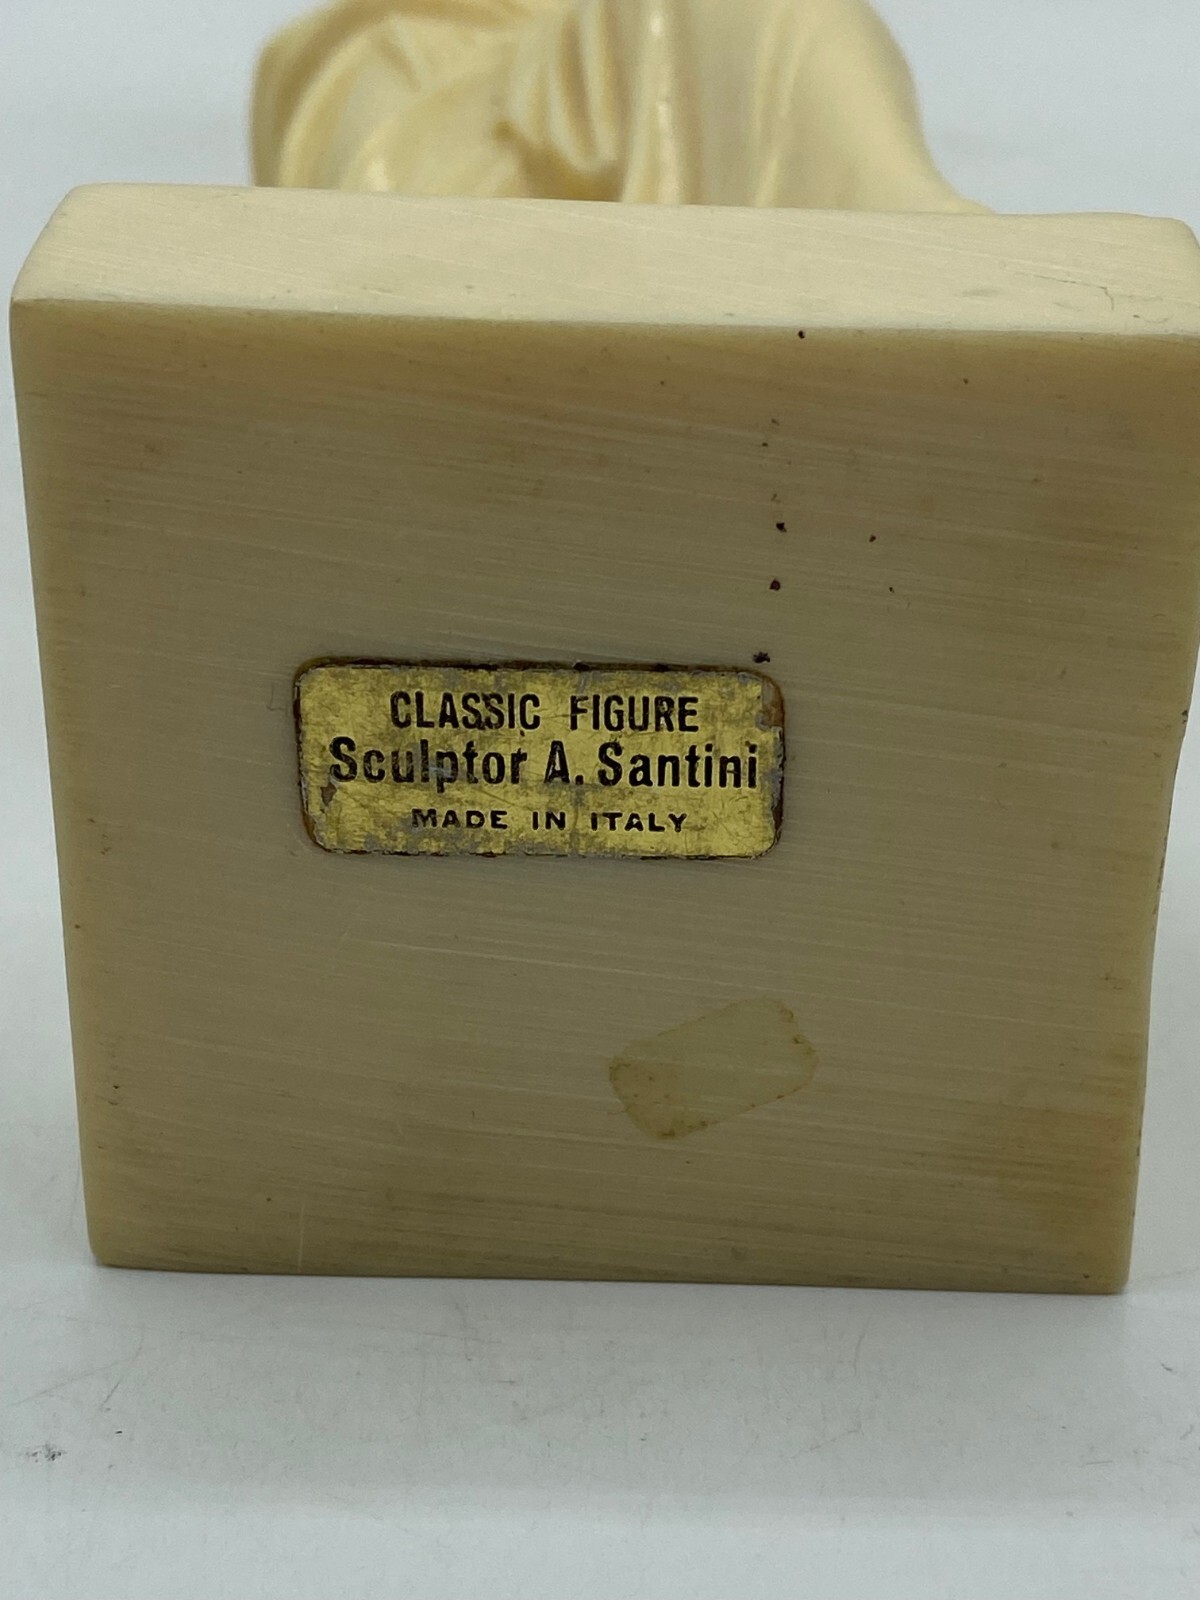 CLASSIC FIGURE
Sculptor A. Santini
MADE IN ITALY